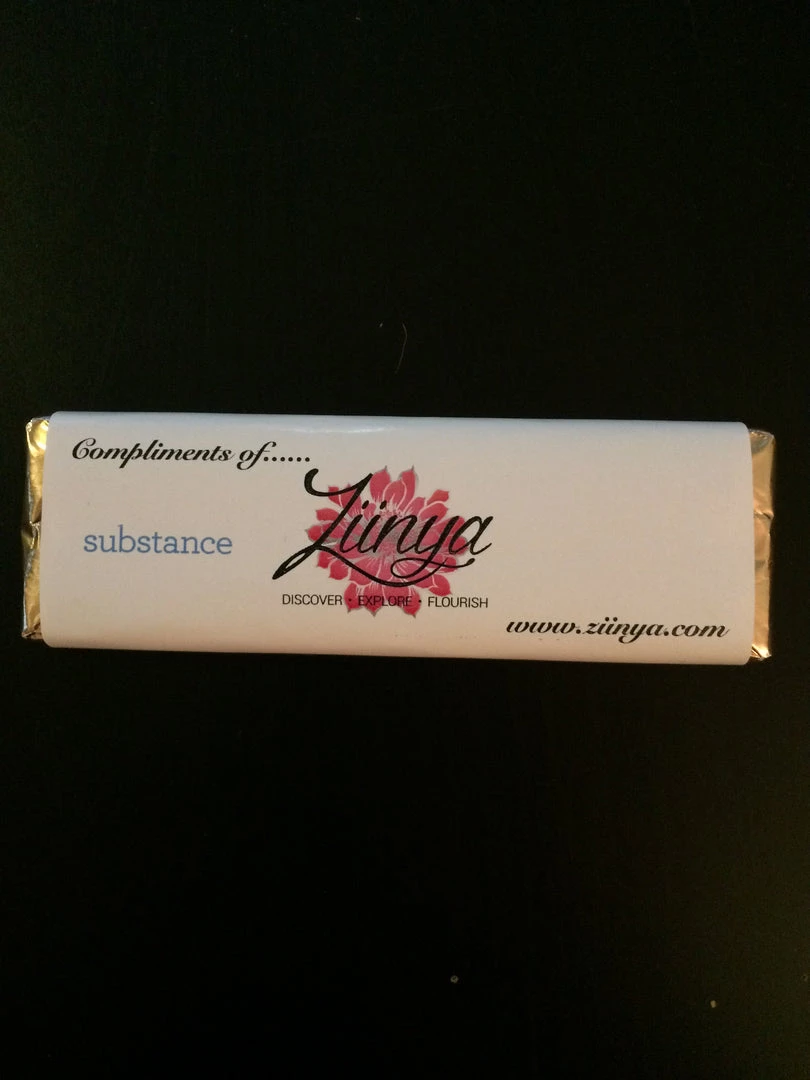 Compliments of......
substance
Ziinya
DISCOVER · EXPLORE · FLOURISH
www.ziinya.com